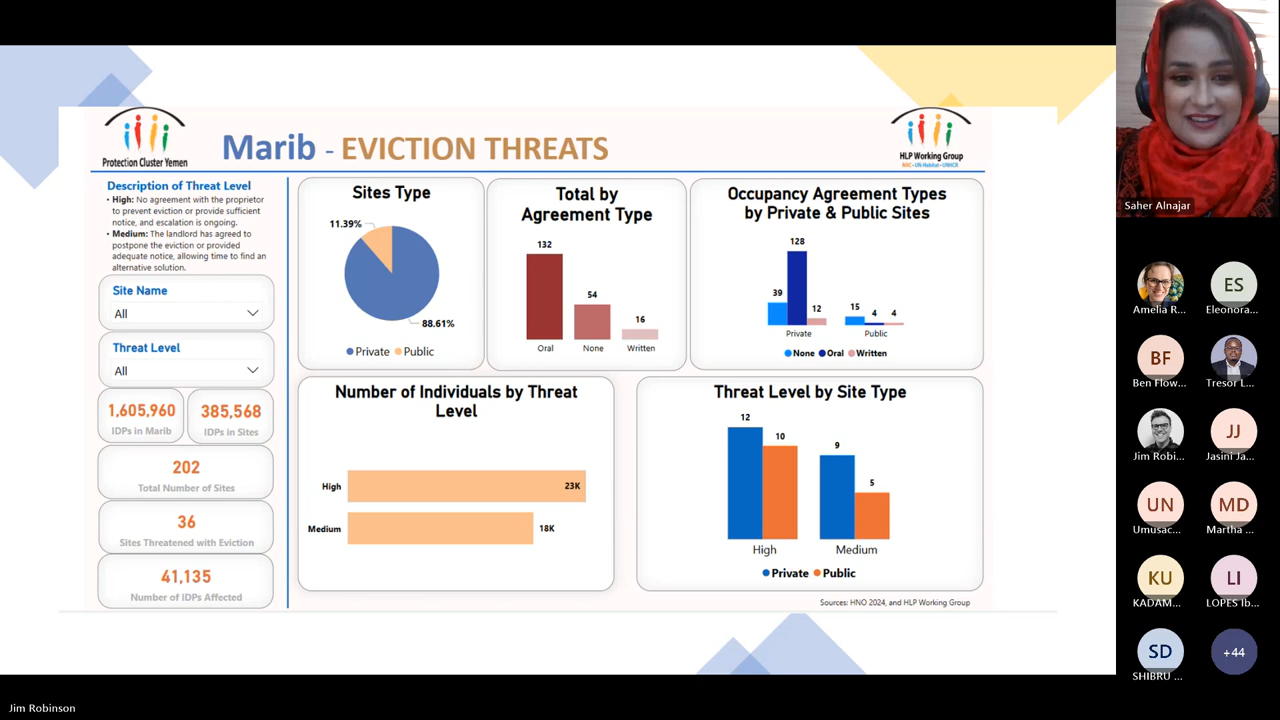 Protection Cluster Yemen
Marib - EVICTION THREATS
HLP Working Group
NRC - UN-Habitat - UNHCR
Description of Threat Level
• High: No agreement with the proprietor
to prevent eviction or provide sufficient
notice, and escalation is ongoing.
• Medium: The landlord has agreed to
postpone the eviction or provided
adequate notice, allowing time to find an
alternative solution.
Site Name
All
Threat Level
All
1,605,960
IDPs in Marib
385,568
IDPs in Sites
202
Total Number of Sites
36
Sites Threatened with Eviction
41,135
Number of IDPs Affected
Sites Type
11.39%
88.61%
Private Public
Total by
Agreement Type
132
54
16
Oral None Written
Occupancy Agreement Types
by Private & Public Sites
128
39
12
15
4
4
Private Public
None Oral Written
Number of Individuals by Threat
Level
High 23K
Medium 18K
Threat Level by Site Type
12
10
9
5
High Medium
Private Public
Sources: HNO 2024, and HLP Working Group
Saher Alnajar
Amelia R...
ES
Eleonora...
BF
Ben Flow...
Tresor L...
Jim Robi...
JJ
Jasini Ja...
UN
Umusac...
MD
Martha ...
KU
KADAM...
LI
LOPES Ib...
SD
SHIBRU ...
+44
Jim Robinson